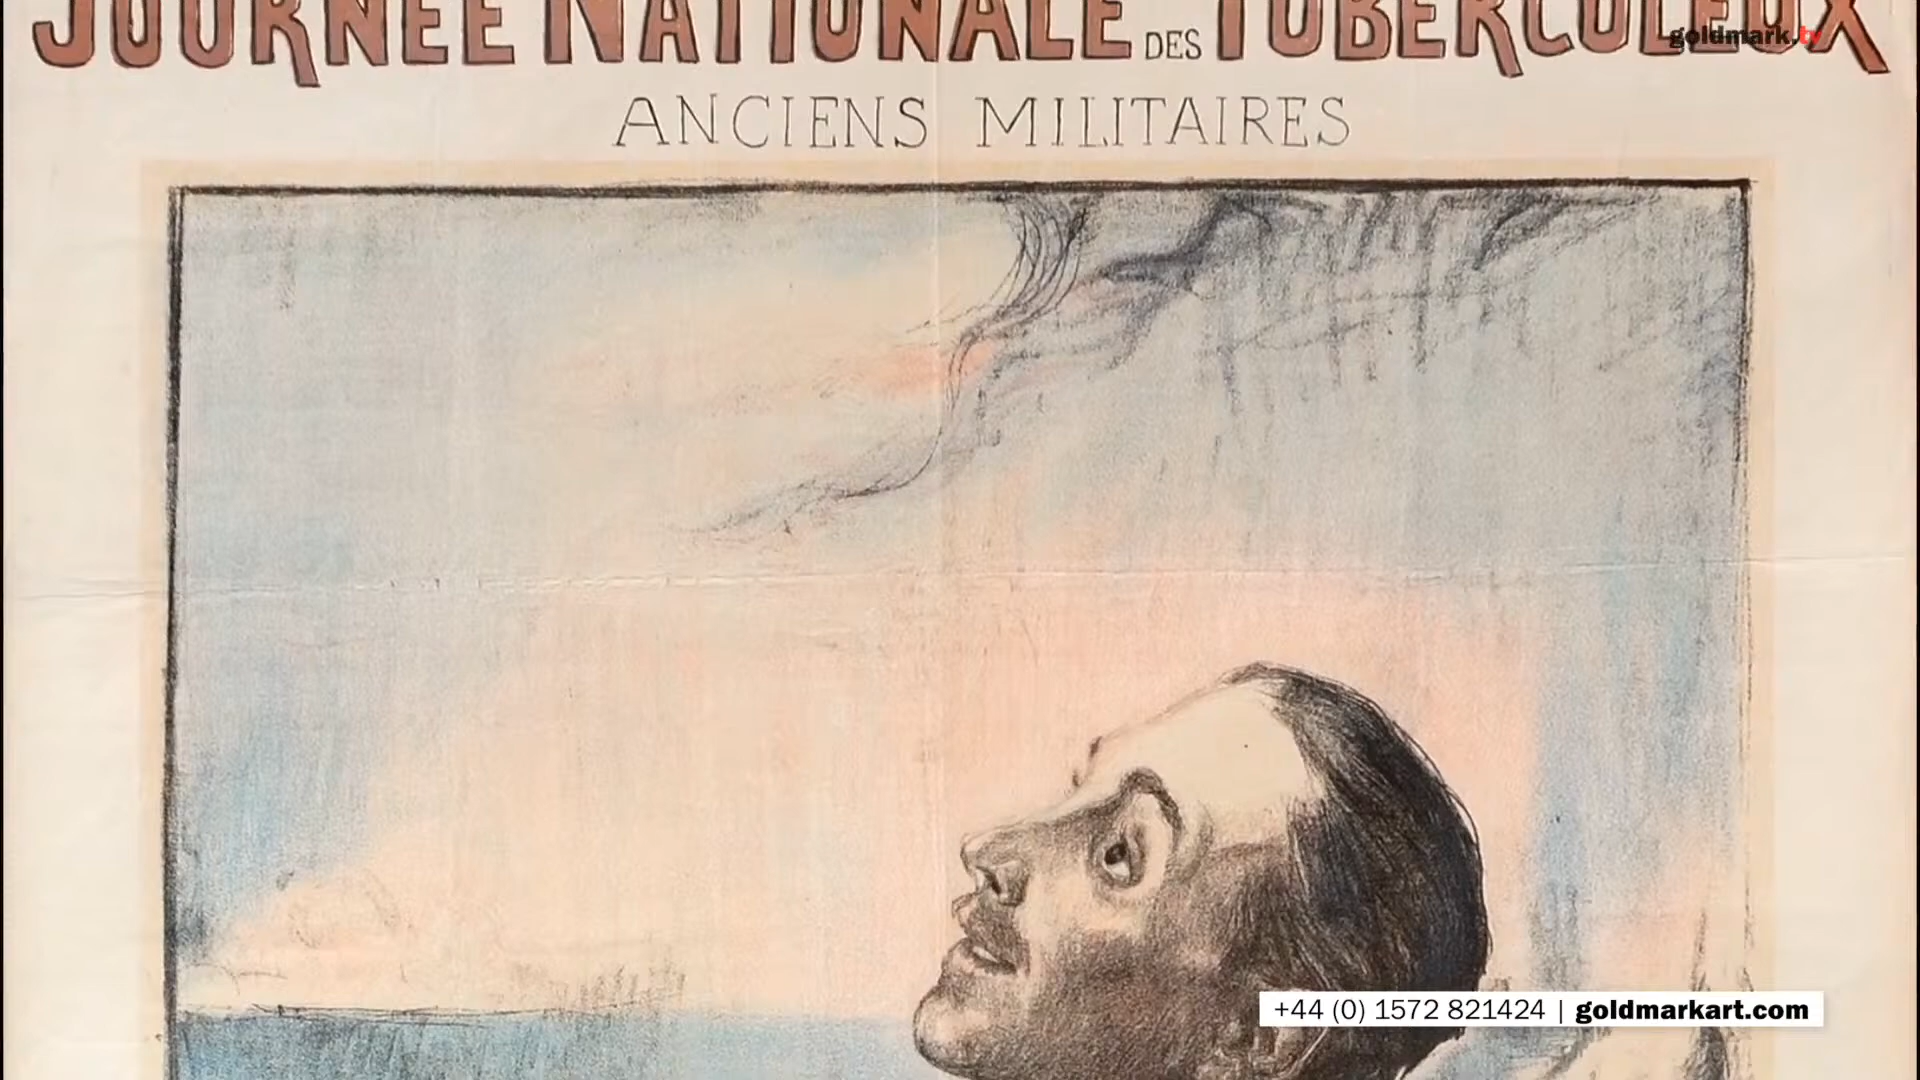 JOURNÉE NATIONALE DES TUBERCULEUX
goldmark.tv
ANCIENS MILITAIRES
+44 (0) 1572 821424 | goldmarkart.com